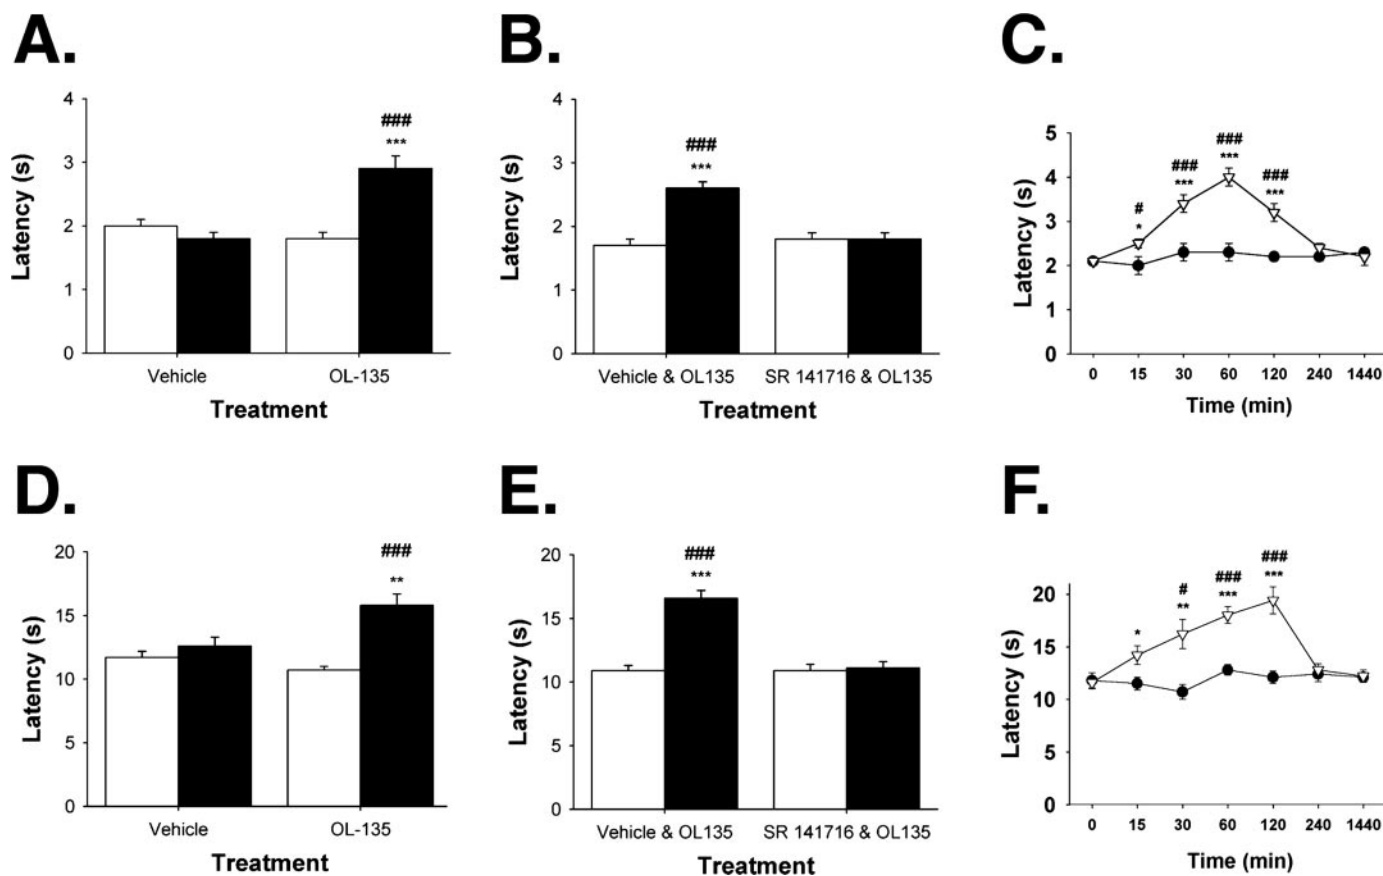 A.
Latency (s)
4
3
2
1
0
###
***
Vehicle
OL-135
Treatment
B.
Latency (s)
4
3
2
1
0
###
***
Vehicle & OL135
SR 141716 & OL135
Treatment
C.
Latency (s)
5
4
3
2
1
0
#
*
###
***
###
***
###
***
0 15 30 60 120 240 1440
Time (min)
D.
Latency (s)
20
15
10
5
0
###
**
Vehicle
OL-135
Treatment
E.
Latency (s)
20
15
10
5
0
###
***
Vehicle & OL135
SR 141716 & OL135
Treatment
F.
Latency (s)
20
15
10
5
0
*
#
**
###
***
###
***
0 15 30 60 120 240 1440
Time (min)